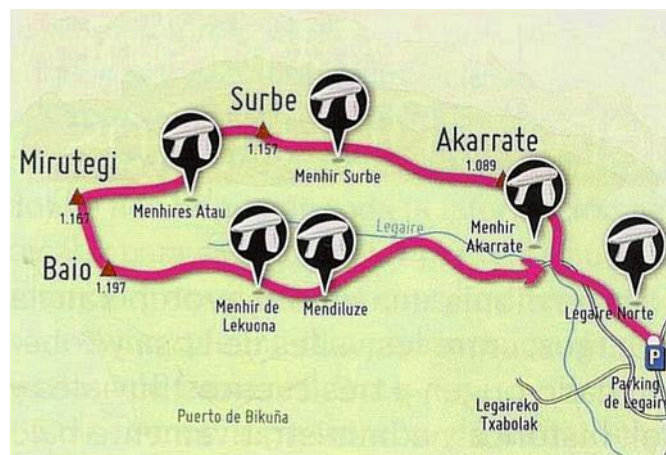 Surbe
1.157
Akarrate
1.089
Mirutegi
1.167
Menhir Surbe
Menhires Atau
Menhir
Akarrate
Legaire
Baio
1.197
Menhir de
Lekuona
Mendiluze
Legaire Norte
P
Parking
de Legaire
Legaireko
Txabolak
Puerto de Bikuña